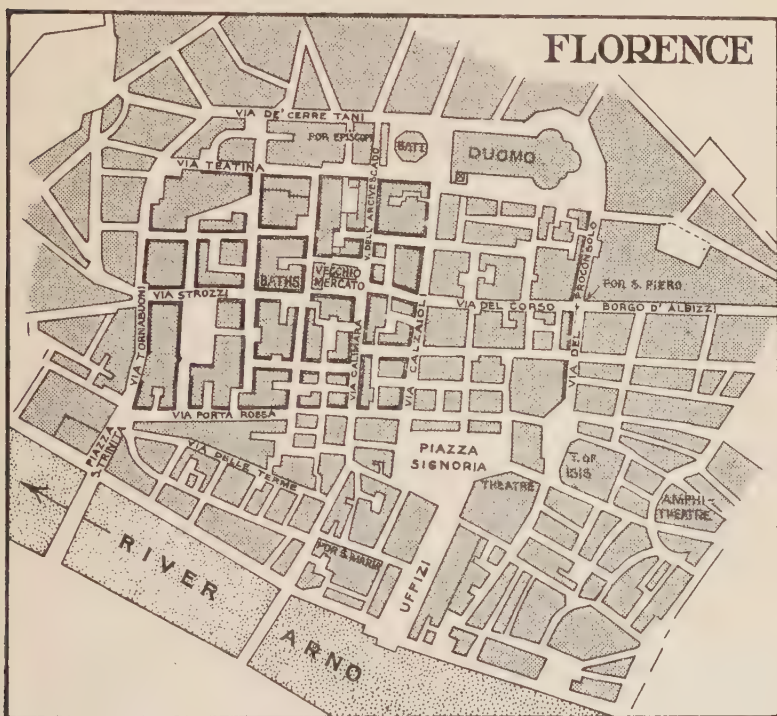 FLORENCE
VIA DE' CERRE TANI
POR. EPISCOPI
BATT.
DUOMO
VIA TEATINA
V. DELL' ARCIVESCADO
PROCONSOLO
BATHS
VECCHIO
MERCATO
POR S. PIERO
VIA STROZZI
VIA DEL CORSO
BORGO D' ALBIZZI
VIA TORNABUONI
VIA CALIMARA
VIA CALZAIOL
VIA DEL
VIA PORTA ROSSA
PIAZZA
S. TRINITA
PIAZZA
SIGNORIA
VIA DELLE TERME
T. OF
ISIS
THEATRE
AMPHI-
THEATRE
POR S. MARIA
UFFIZI
RIVER
ARNO